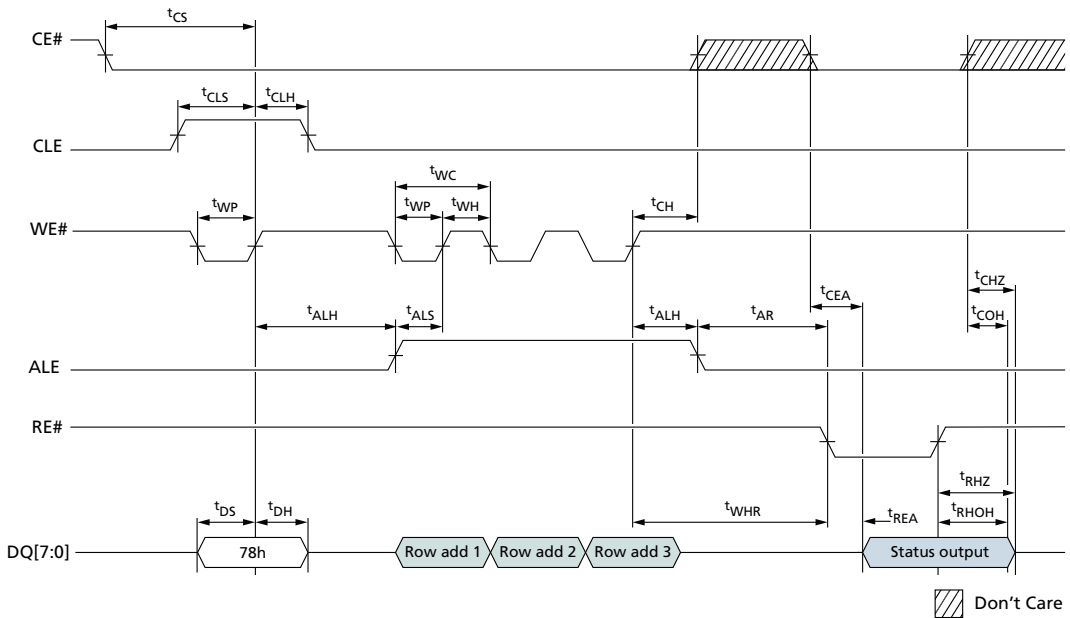 tCS
CE#
tCLS tCLH
CLE
tWC
tWP tWP tWH tCH
WE#
tCEA tCHZ
tALH tALS tALH tAR tCOH
ALE
RE#
tRHZ
tDS tDH tWHR tREA tRHOH
DQ[7:0] 78h Row add 1 Row add 2 Row add 3 Status output
Don't Care